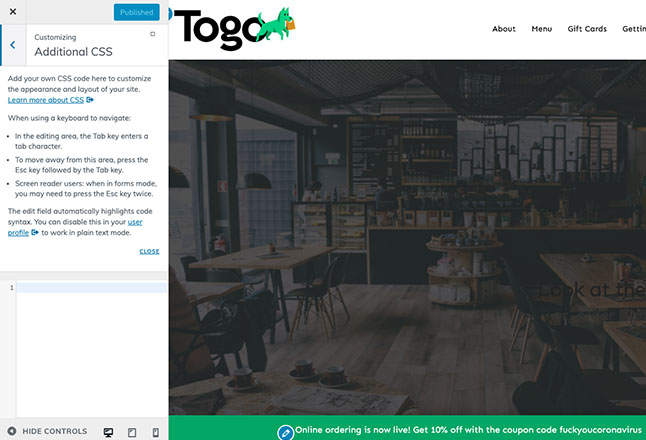 Published
Customizing
Additional CSS
Add your own CSS code here to customize
the appearance and layout of your site.
Learn more about CSS
When using a keyboard to navigate:
In the editing area, the Tab key enters a
tab character.
To move away from this area, press the
Esc key followed by the Tab key.
Screen reader users: when in forms mode,
you may need to press the Esc key twice.
The edit field automatically highlights code
syntax. You can disable this in your user
profile to work in plain text mode.
CLOSE
1
HIDE CONTROLS
Togo
About Menu Gift Cards Gettin
Look at the
Online ordering is now live! Get 10% off with the coupon code fuckyoucoronavirus